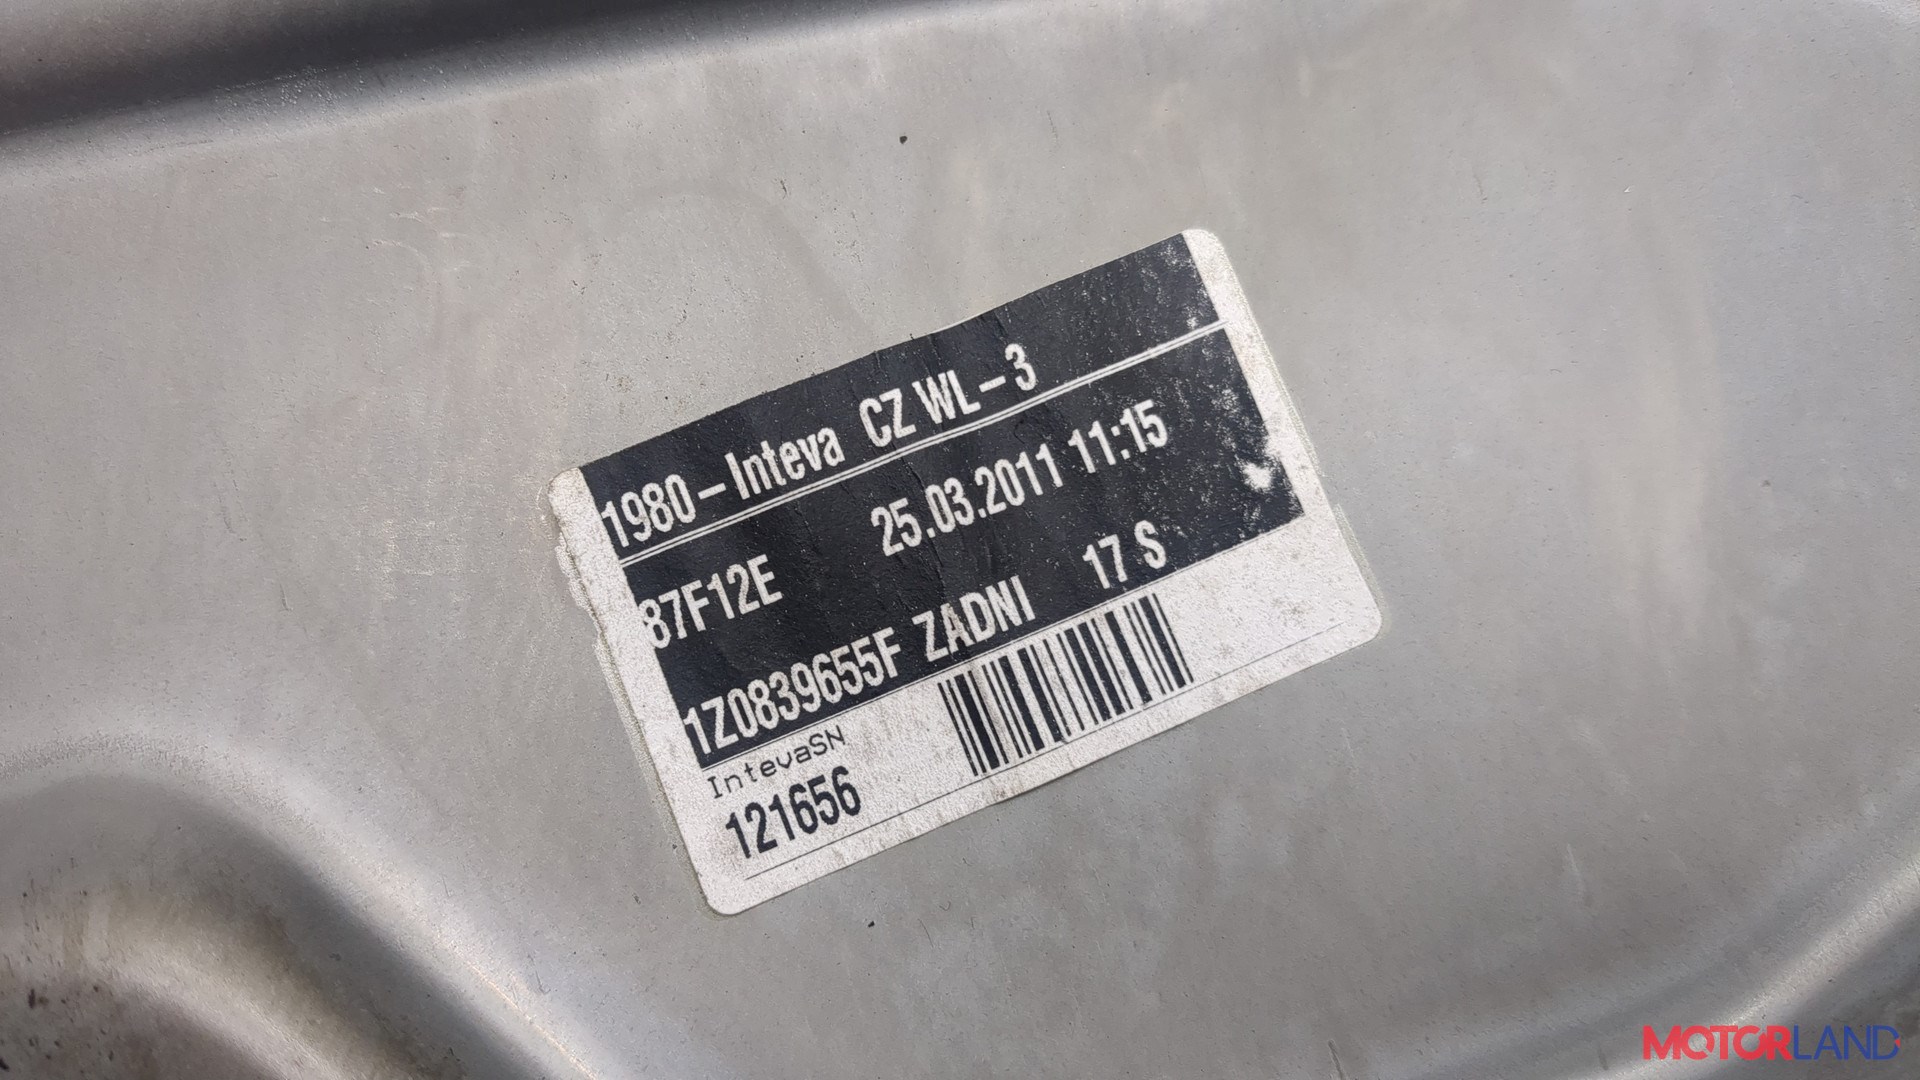 1980 – Inteva CZ WL – 3
87F12E 25.03.2011 11:15
1Z0839655F ZADNI 17 S
IntevaSN
121656
MOTORLAND